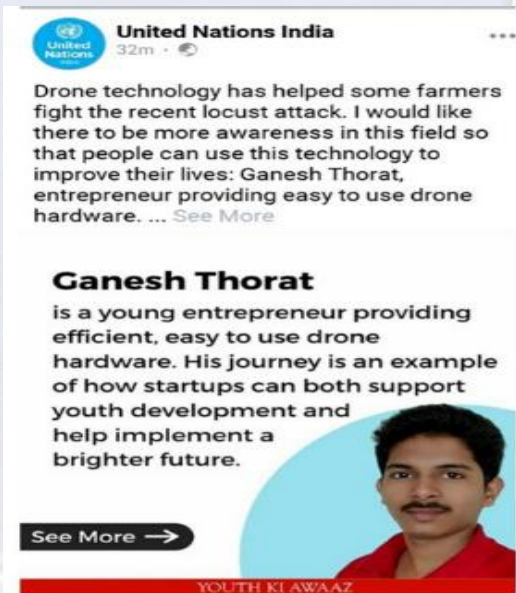 United Nations India
United
Nations
32m
Drone technology has helped some farmers
fight the recent locust attack. I would like
there to be more awareness in this field so
that people can use this technology to
improve their lives: Ganesh Thorat,
entrepreneur providing easy to use drone
hardware. ... See More
Ganesh Thorat
is a young entrepreneur providing
efficient, easy to use drone
hardware. His journey is an example
of how startups can both support
youth development and
help implement a
brighter future.
See More →
YOUTH KI AWAAZ